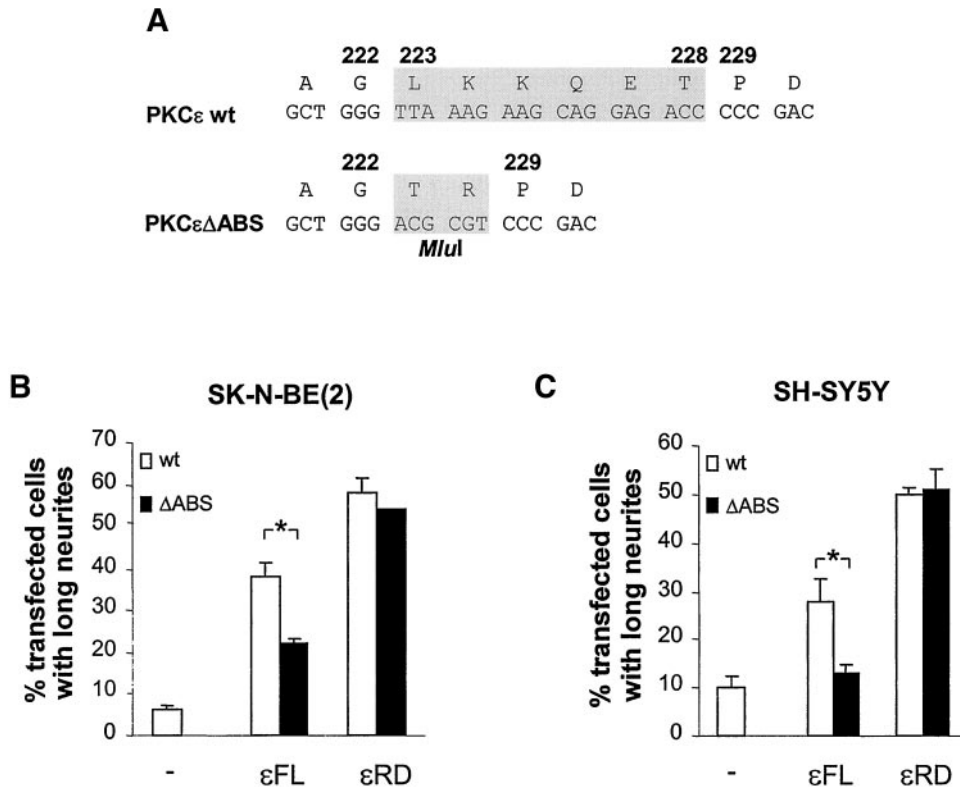 A
222 223 228 229
A G L K K Q E T P D
PKCε wt GCT GGG TTA AAG AAG CAG GAG ACC CCC GAC
222 229
A G T R P D
PKCεΔABS GCT GGG ACG CGT CCC GAC
MluI
B
SK-N-BE(2)
% transfected cells
with long neurites
70
60
50
40
30
20
10
0
wt
ΔABS
*
- εFL εRD
C
SH-SY5Y
% transfected cells
with long neurites
60
50
40
30
20
10
0
wt
ΔABS
*
- εFL εRD